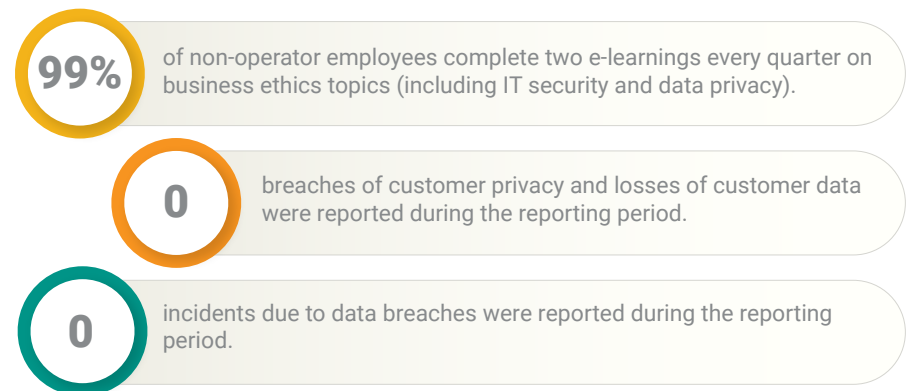 99%
of non-operator employees complete two e-learnings every quarter on
business ethics topics (including IT security and data privacy).
0
breaches of customer privacy and losses of customer data
were reported during the reporting period.
0
incidents due to data breaches were reported during the reporting
period.